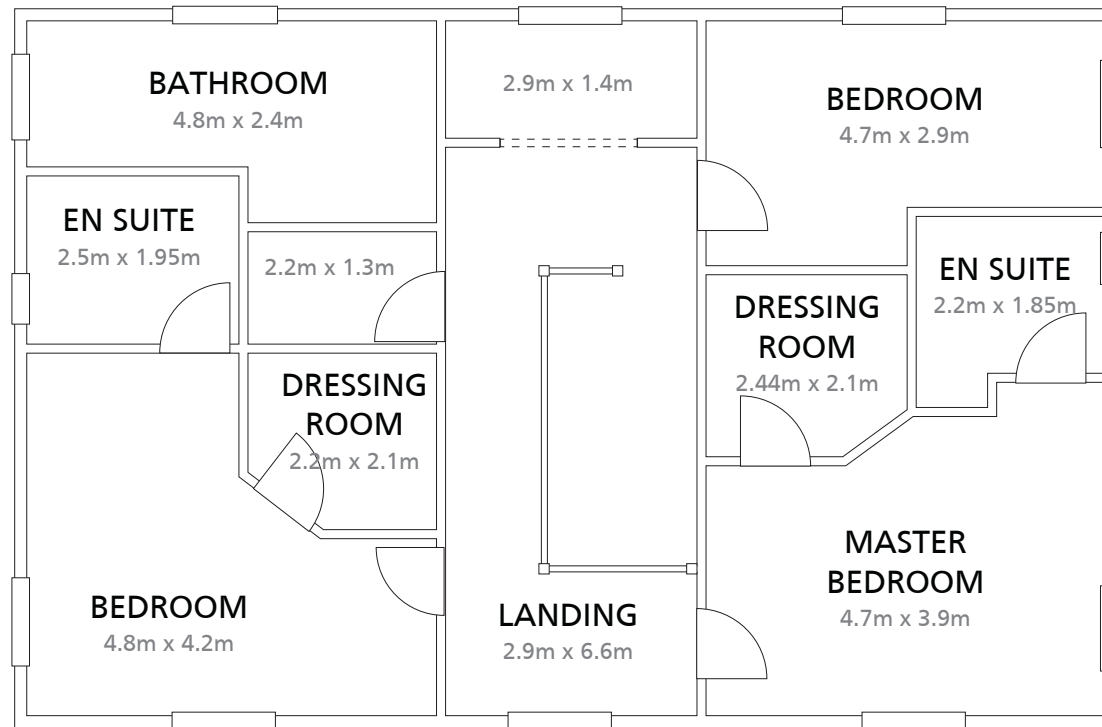 BATHROOM
4.8m x 2.4m
2.9m x 1.4m
BEDROOM
4.7m x 2.9m
EN SUITE
2.5m x 1.95m
2.2m x 1.3m
EN SUITE
2.2m x 1.85m
DRESSING
ROOM
2.44m x 2.1m
DRESSING
ROOM
2.2m x 2.1m
MASTER
BEDROOM
4.7m x 3.9m
BEDROOM
4.8m x 4.2m
LANDING
2.9m x 6.6m